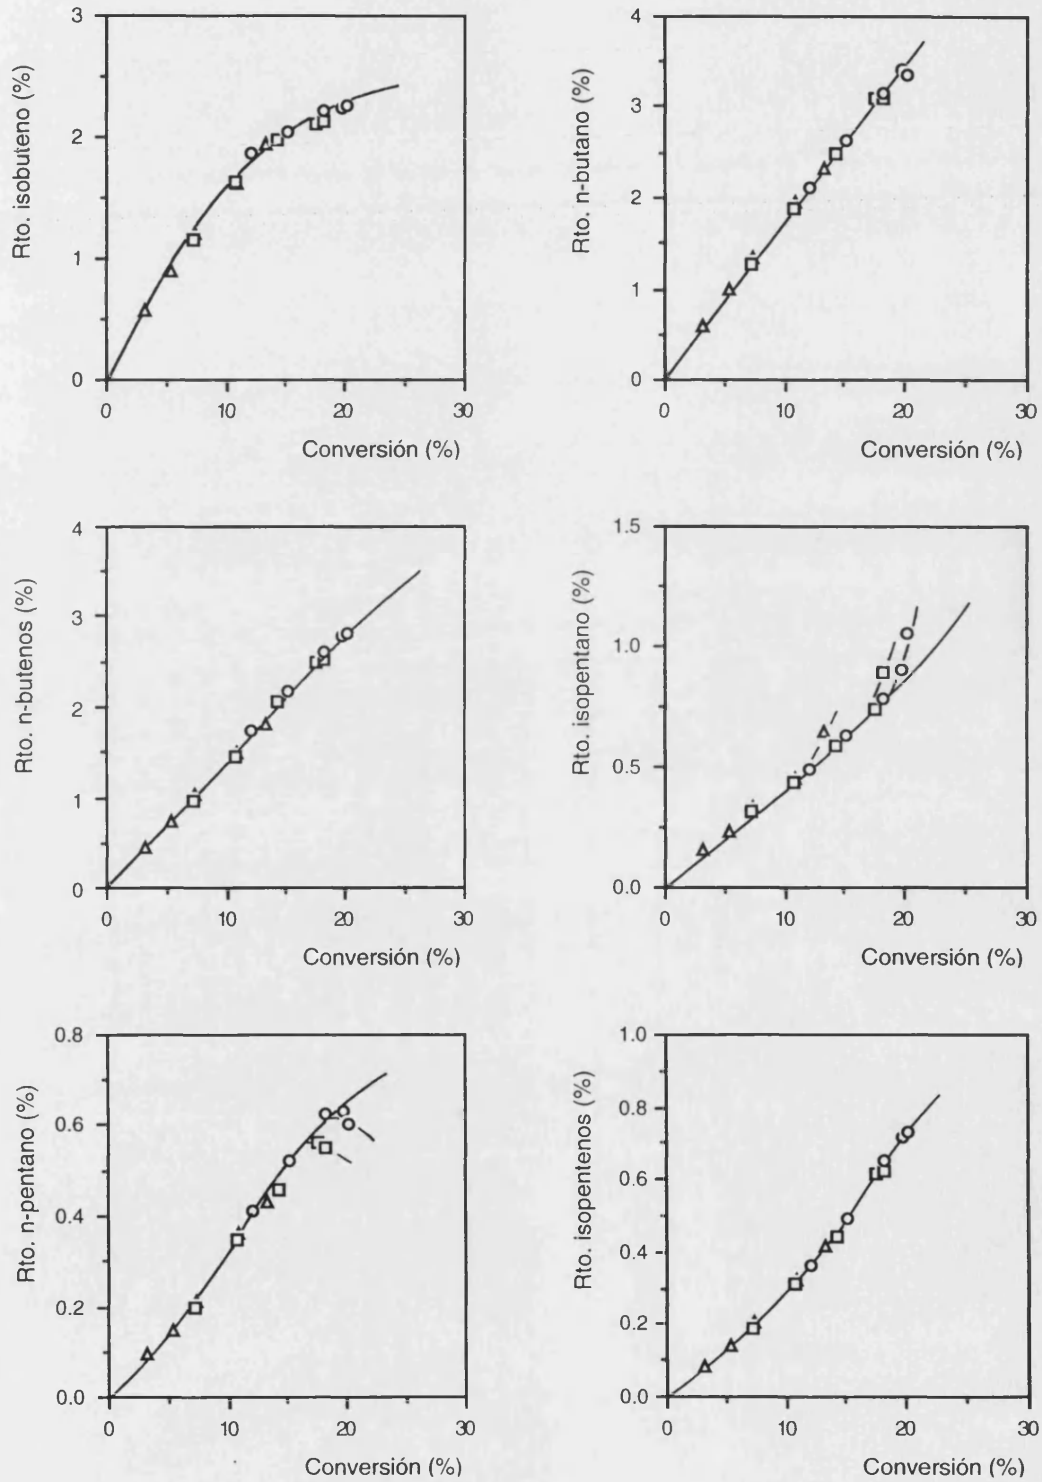 Rto. isobuteno (%)
3
2
1
0
0 10 20 30
Conversión (%)
Rto. n-butano (%)
4
3
2
1
0
0 10 20 30
Conversión (%)
Rto. n-butenos (%)
4
3
2
1
0
0 10 20 30
Conversión (%)
Rto. isopentano (%)
1.5
1.0
0.5
0.0
0 10 20 30
Conversión (%)
Rto. n-pentano (%)
0.8
0.6
0.4
0.2
0.0
0 10 20 30
Conversión (%)
Rto. isopentenos (%)
1.0
0.8
0.6
0.4
0.2
0.0
0 10 20 30
Conversión (%)